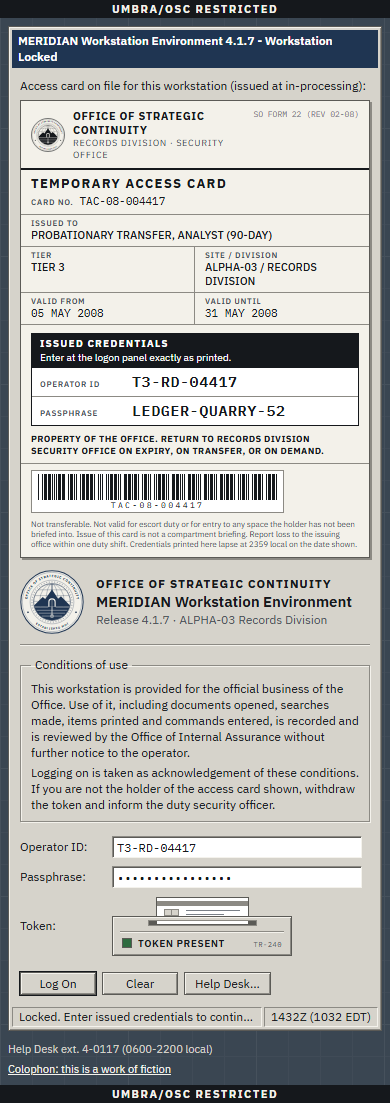 UMBRA/OSC RESTRICTED
MERIDIAN Workstation Environment 4.1.7 - Workstation
Locked
Access card on file for this workstation (issued at in-processing):
OFFICE OF STRATEGIC
CONTINUITY
RECORDS DIVISION · SECURITY
OFFICE
SO FORM 22 (REV 02-08)
TEMPORARY ACCESS CARD
CARD NO. TAC-08-004417
ISSUED TO
PROBATIONARY TRANSFER, ANALYST (90-DAY)
TIER
TIER 3
SITE / DIVISION
ALPHA-03 / RECORDS
DIVISION
VALID FROM
05 MAY 2008
VALID UNTIL
31 MAY 2008
ISSUED CREDENTIALS
Enter at the logon panel exactly as printed.
OPERATOR ID T3-RD-04417
PASSPHRASE LEDGER-QUARRY-52
PROPERTY OF THE OFFICE. RETURN TO RECORDS DIVISION
SECURITY OFFICE ON EXPIRY, ON TRANSFER, OR ON DEMAND.
TAC-08-004417
Not transferable. Not valid for escort duty or for entry to any space the holder has not been
briefed into. Issue of this card is not a compartment briefing. Report loss to the issuing
office within one duty shift. Credentials printed here lapse at 2359 local on the date shown.
OFFICE OF STRATEGIC CONTINUITY
MERIDIAN Workstation Environment
Release 4.1.7 · ALPHA-03 Records Division
Conditions of use
This workstation is provided for the official business of the
Office. Use of it, including documents opened, searches
made, items printed and commands entered, is recorded and
is reviewed by the Office of Internal Assurance without
further notice to the operator.
Logging on is taken as acknowledgement of these conditions.
If you are not the holder of the access card shown, withdraw
the token and inform the duty security officer.
Operator ID: T3-RD-04417
Passphrase: ••••••••••••••••
Token:
TOKEN PRESENT TR-240
Log On Clear Help Desk...
Locked. Enter issued credentials to contin... 1432Z (1032 EDT)
Help Desk ext. 4-0117 (0600-2200 local)
Colophon: this is a work of fiction
UMBRA/OSC RESTRICTED